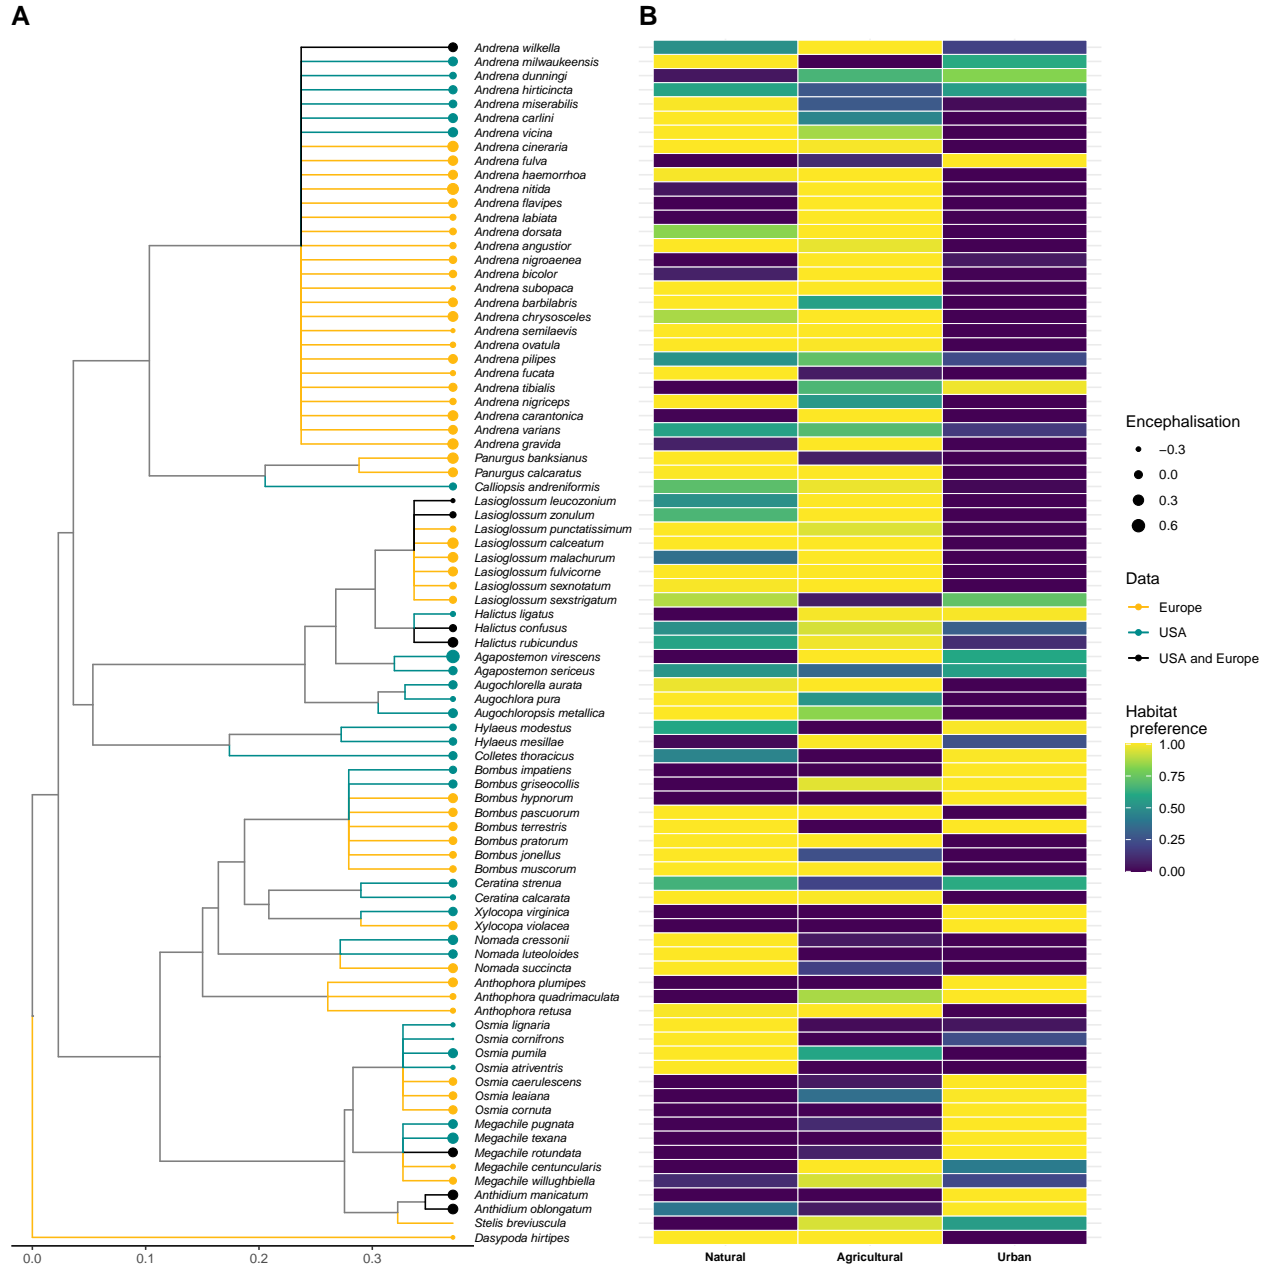 A
B
Andrena wilkella
Andrena milwaukeensis
Andrena dunningi
Andrena hirticincta
Andrena miserabilis
Andrena carlini
Andrena vicina
Andrena cineraria
Andrena fulva
Andrena haemorrhoa
Andrena nitida
Andrena flavipes
Andrena labiata
Andrena dorsata
Andrena angustior
Andrena nigroaenea
Andrena bicolor
Andrena subopaca
Andrena barbilabris
Andrena chrysosceles
Andrena semilaevis
Andrena ovatula
Andrena pilipes
Andrena fucata
Andrena tibialis
Andrena nigriceps
Andrena carantonica
Andrena varians
Andrena gravida
Panurgus banksianus
Panurgus calcaratus
Calliopsis andreniformis
Lasioglossum leucozonium
Lasioglossum zonulum
Lasioglossum punctatissimum
Lasioglossum calceatum
Lasioglossum malachurum
Lasioglossum fulvicorne
Lasioglossum sexnotatum
Lasioglossum sexstrigatum
Halictus ligatus
Halictus confusus
Halictus rubicundus
Agapostemon virescens
Agapostemon sericeus
Augochlorella aurata
Augochlora pura
Augochloropsis metallica
Hylaeus modestus
Hylaeus mesillae
Colletes thoracicus
Bombus impatiens
Bombus griseocollis
Bombus hypnorum
Bombus pascuorum
Bombus terrestris
Bombus pratorum
Bombus jonellus
Bombus muscorum
Ceratina strenua
Ceratina calcarata
Xylocopa virginica
Xylocopa violacea
Nomada cressonii
Nomada luteoloides
Nomada succincta
Anthophora plumipes
Anthophora quadrimaculata
Anthophora retusa
Osmia lignaria
Osmia cornifrons
Osmia pumila
Osmia atriventris
Osmia caerulescens
Osmia leaiana
Osmia cornuta
Megachile pugnata
Megachile texana
Megachile rotundata
Megachile centuncularis
Megachile willughbiella
Anthidium manicatum
Anthidium oblongatum
Stelis breviuscula
Dasypoda hirtipes
0.0 0.1 0.2 0.3
Natural Agricultural Urban
Encephalisation
−0.3
0.0
0.3
0.6
Data
Europe
USA
USA and Europe
Habitat
preference
1.00
0.75
0.50
0.25
0.00